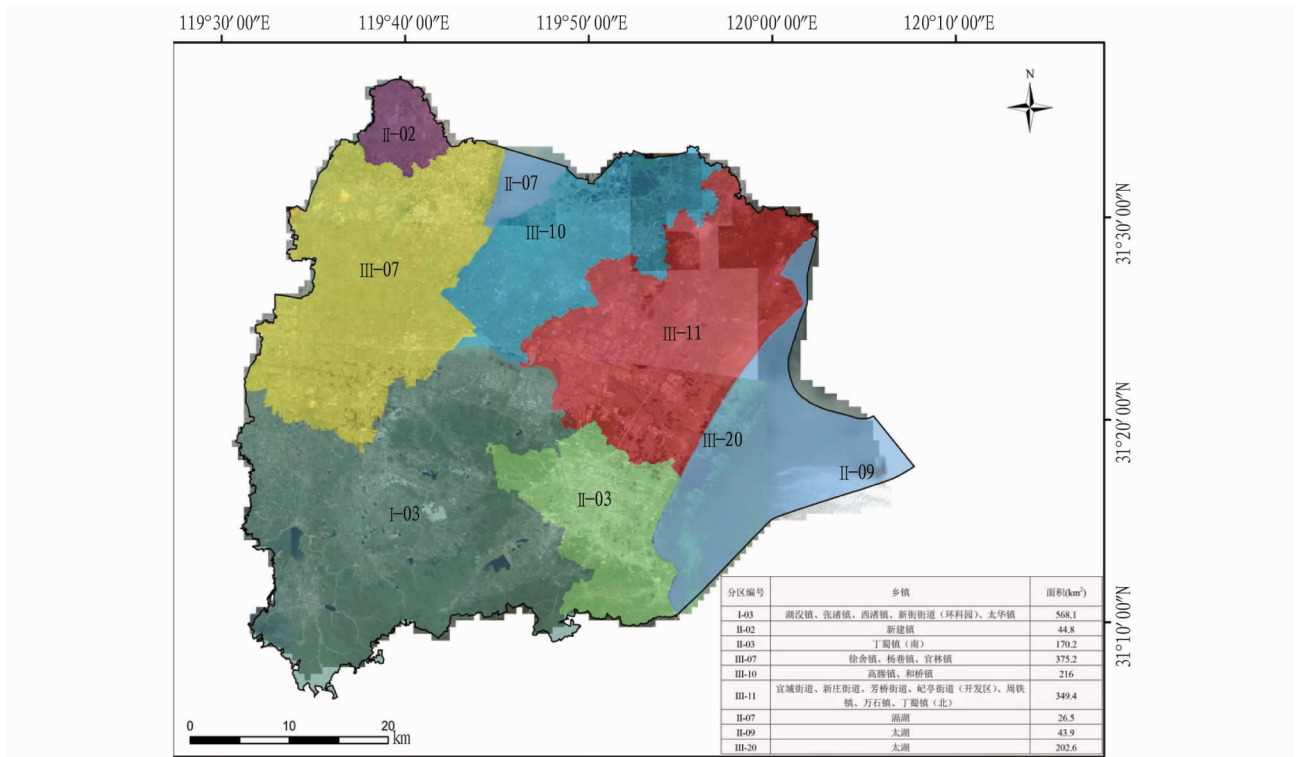 119°30′00″E
119°40′00″E
119°50′00″E
120°00′00″E
120°10′00″E
N
31°30′00″N
31°20′00″N
31°10′00″N
Ⅱ-02
Ⅱ-07
Ⅲ-10
Ⅲ-07
Ⅲ-11
Ⅲ-20
Ⅱ-09
Ⅱ-03
Ⅰ-03
0 10 20
km
分区编号 乡镇 面积(km²)
I-03 湖㳇镇、张渚镇、西渚镇、新街街道（环科园）、太华镇 568.1
II-02 新建镇 44.8
II-03 丁蜀镇（南） 170.2
III-07 徐舍镇、杨巷镇、官林镇 375.2
III-10 高塍镇、和桥镇 216
III-11 宜城街道、新庄街道、芳桥街道、屺亭街道（开发区）、周铁
镇、万石镇、丁蜀镇（北） 349.4
II-07 滆湖 26.5
II-09 太湖 43.9
III-20 太湖 202.6